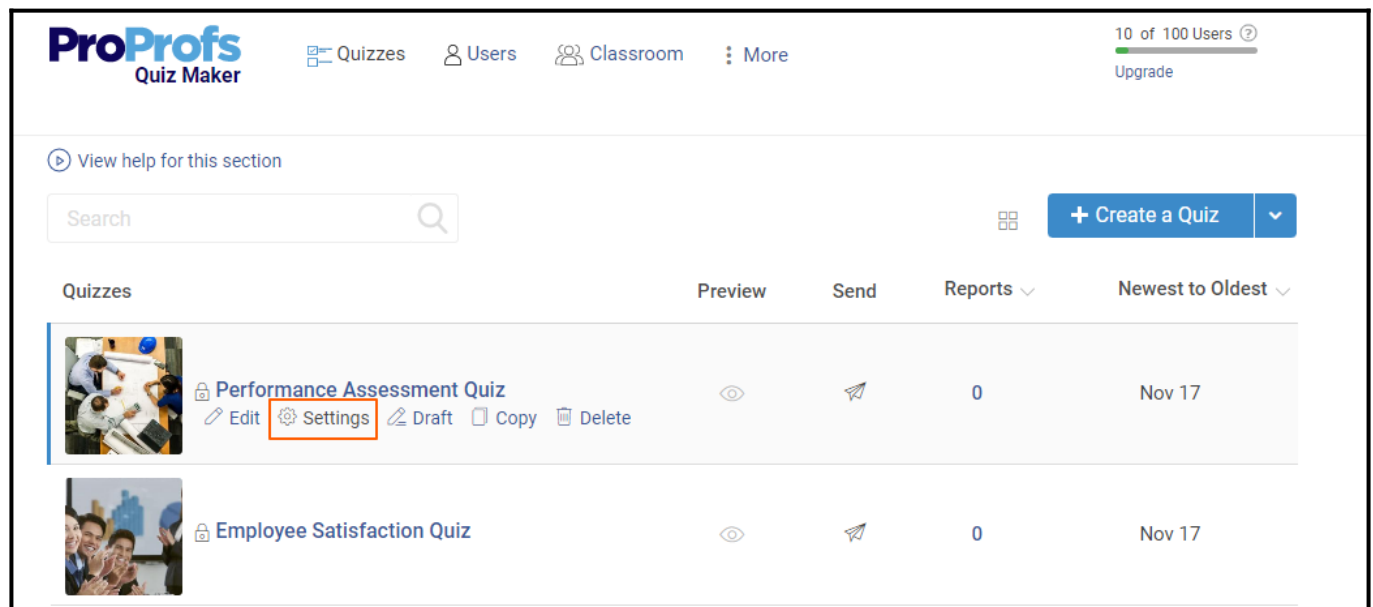 ProProfs
Quiz Maker
Quizzes Users Classroom More
10 of 100 Users ?
Upgrade
View help for this section
Search
+ Create a Quiz
Quizzes Preview Send Reports Newest to Oldest
Performance Assessment Quiz
0 Nov 17
Edit Settings Draft Copy Delete
Employee Satisfaction Quiz 0 Nov 17